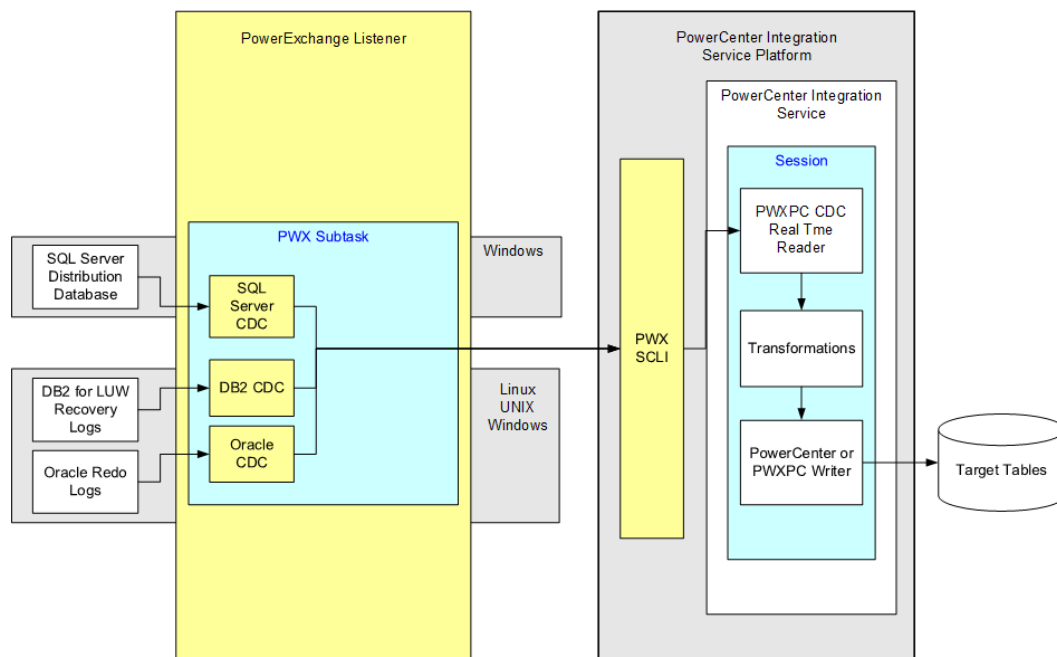 PowerExchange Listener
PowerCenter Integration
Service Platform
PowerCenter Integration
Service
Session
PWXPC CDC
Real Tme
Reader
PWX Subtask
Windows
SQL Server
Distribution
Database
SQL
Server
CDC
Transformations
PWX
SCLI
DB2 for LUW
Recovery
Logs
DB2 CDC
Linux
UNIX
Windows
Oracle Redo
Logs
Oracle
CDC
PowerCenter or
PWXPC Writer
Target Tables